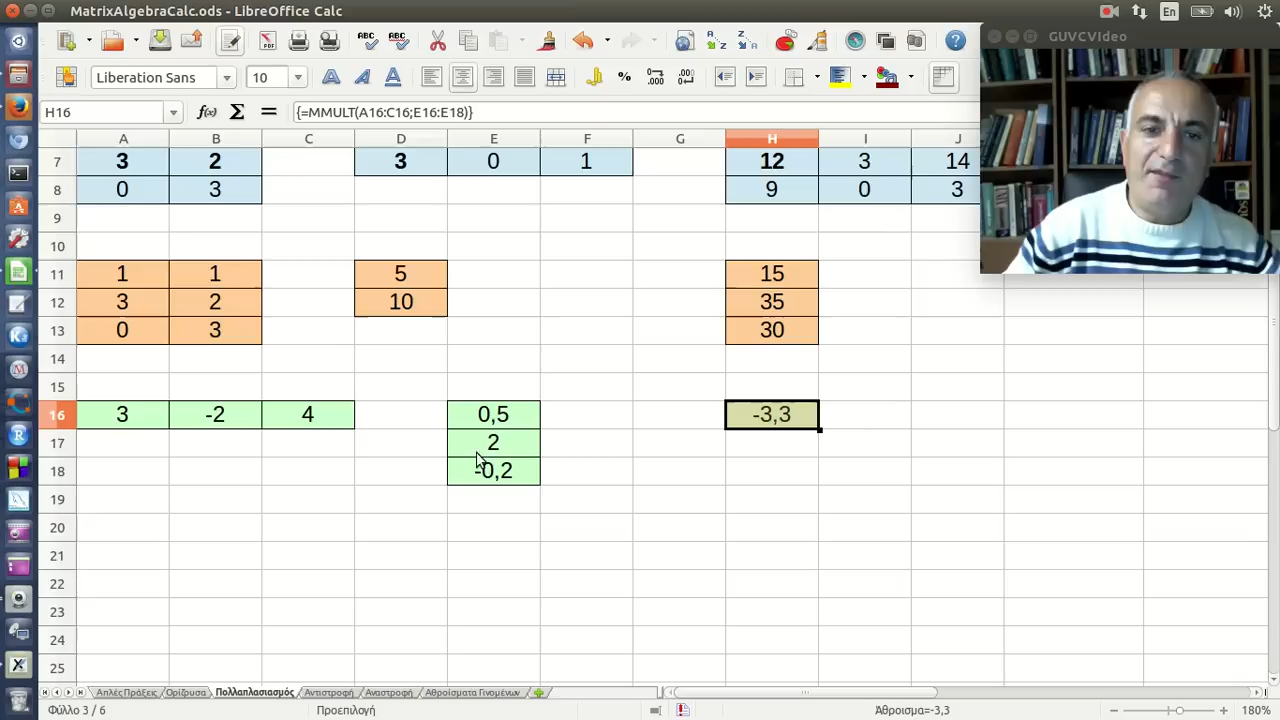 MatrixAlgebraCalc.ods - LibreOffice Calc
En
GUVCVideo
Liberation Sans
10
H16
{=MMULT(A16:C16;E16:E18)}
A B C D E F G H I J
7 3 2 3 0 1 12 3 14
8 0 3 9 0 3
9
10
11 1 1 5 15
12 3 2 10 35
13 0 3 30
14
15
16 3 -2 4 0,5 -3,3
17 2
18 -0,2
19
20
21
22
23
24
25
Απλές Πράξεις Ορίζουσα Πολλαπλασιασμός Αντιστροφή Αναστροφή Αθροίσματα Γινομένων
Φύλλο 3 / 6 Προεπιλογή Άθροισμα=-3,3 180%